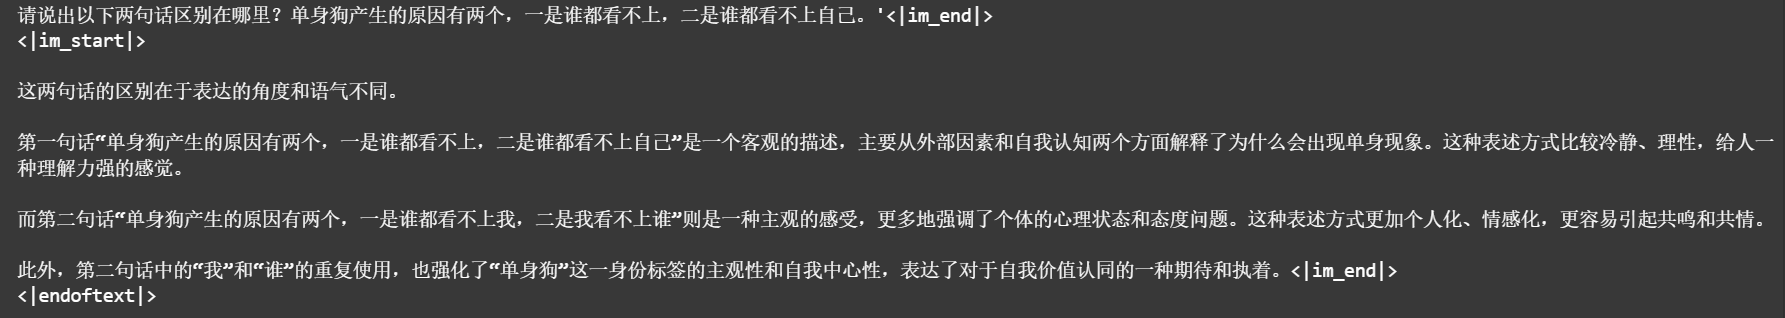 请说出以下两句话区别在哪里？单身狗产生的原因有两个，一是谁都看不上，二是谁都看不上自己。'<|im_end|>
<|im_start|>
这两句话的区别在于表达的角度和语气不同。
第一句话“单身狗产生的原因有两个，一是谁都看不上，二是谁都看不上自己”是一个客观的描述，主要从外部因素和自我认知两个方面解释了为什么会出现单身现象。这种表述方式比较冷静、理性，给人一
种理解力强的感觉。
而第二句话“单身狗产生的原因有两个，一是谁都看不上我，二是我看不上谁”则是一种主观的感受，更多地强调了个体的心理状态和态度问题。这种表述方式更加个人化、情感化，更容易引起共鸣和共情。
此外，第二句话中的“我”和“谁”的重复使用，也强化了“单身狗”这一身份标签的主观性和自我中心性，表达了对于自我价值认同的一种期待和执着。<|im_end|>
<|endoftext|>